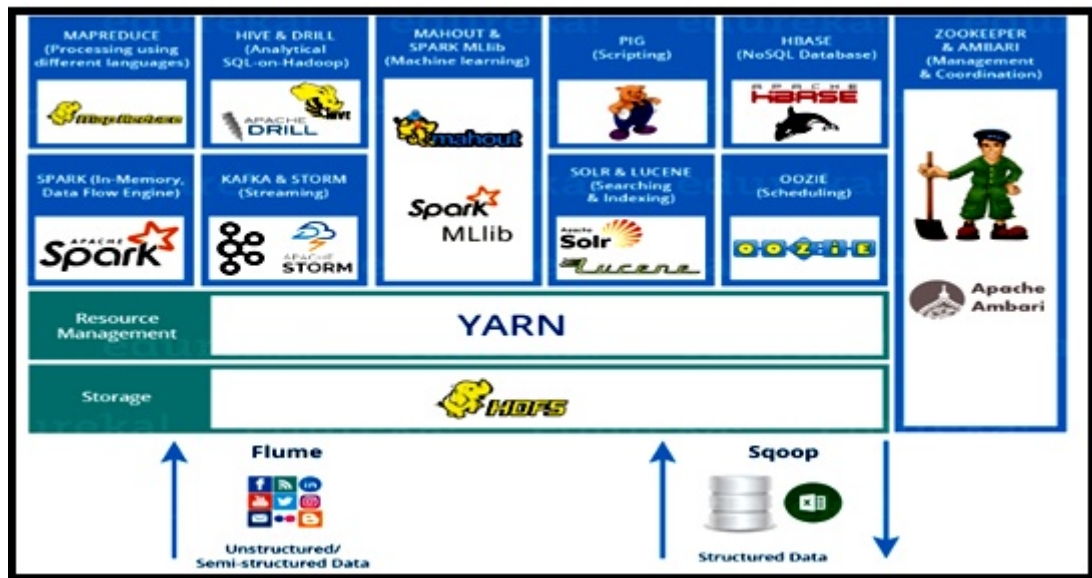 MAPREDUCE
(Processing using
different languages)
HIVE & DRILL
(Analytical
SQL-on-Hadoop)
MAHOUT &
SPARK MLlib
(Machine learning)
PIG
(Scripting)
HBASE
(NoSQL Database)
ZOOKEEPER
& AMBARI
(Management
& Coordination)
HIVE
APACHE
DRILL
mahout
APACHE
HBASE
SPARK (In-Memory,
Data Flow Engine)
KAFKA & STORM
(Streaming)
SOLR & LUCENE
(Searching
& Indexing)
OOZIE
(Scheduling)
APACHE
Spark
APACHE
STORM
Spark
MLlib
Apache
Solr
Lucene
OOZIE
Apache
Ambari
Resource
Management
YARN
Storage
HDFS
Flume
Sqoop
Unstructured/
Semi-structured Data
Structured Data